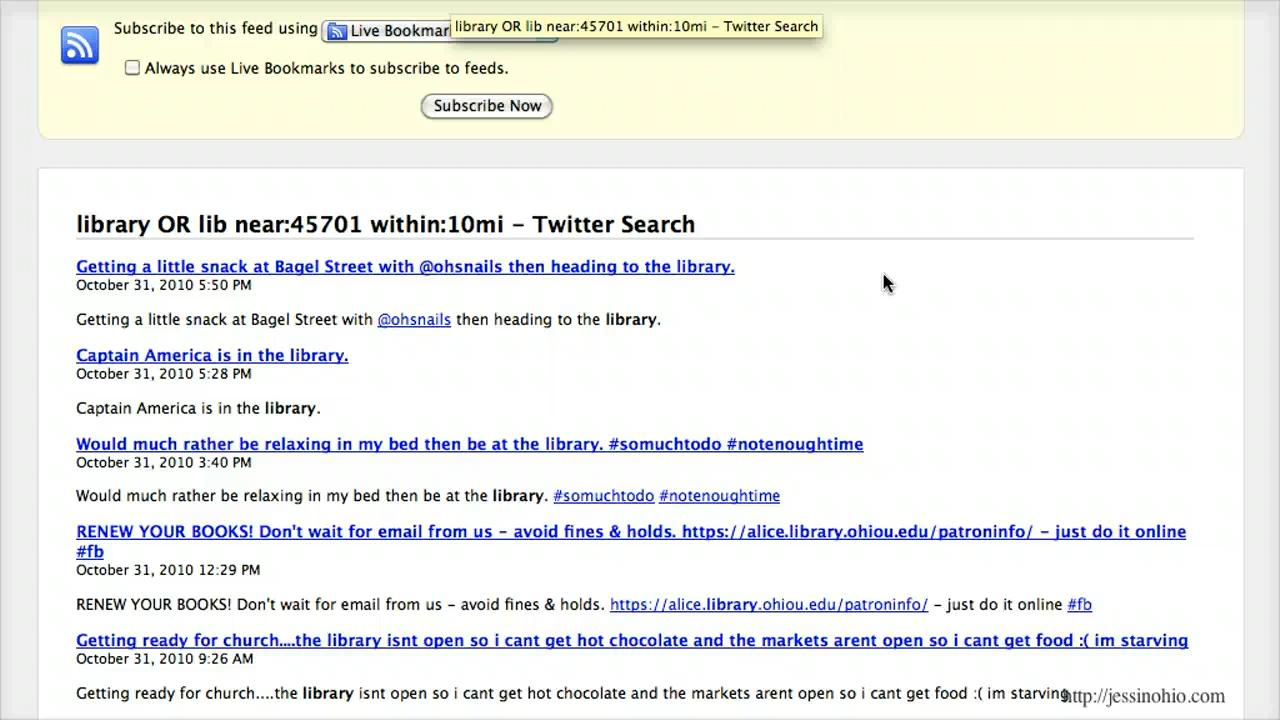 Subscribe to this feed using Live Bookmar
library OR lib near:45701 within:10mi – Twitter Search
Always use Live Bookmarks to subscribe to feeds.
Subscribe Now
library OR lib near:45701 within:10mi – Twitter Search
Getting a little snack at Bagel Street with @ohsnails then heading to the library.
October 31, 2010 5:50 PM
Getting a little snack at Bagel Street with @ohsnails then heading to the library.
Captain America is in the library.
October 31, 2010 5:28 PM
Captain America is in the library.
Would much rather be relaxing in my bed then be at the library. #somuchtodo #notenoughtime
October 31, 2010 3:40 PM
Would much rather be relaxing in my bed then be at the library. #somuchtodo #notenoughtime
RENEW YOUR BOOKS! Don't wait for email from us – avoid fines & holds. https://alice.library.ohiou.edu/patroninfo/ – just do it online
#fb
October 31, 2010 12:29 PM
RENEW YOUR BOOKS! Don't wait for email from us – avoid fines & holds. https://alice.library.ohiou.edu/patroninfo/ – just do it online #fb
Getting ready for church....the library isnt open so i cant get hot chocolate and the markets arent open so i cant get food :( im starving
October 31, 2010 9:26 AM
Getting ready for church....the library isnt open so i cant get hot chocolate and the markets arent open so i cant get food :( im starving
http://jessinohio.com